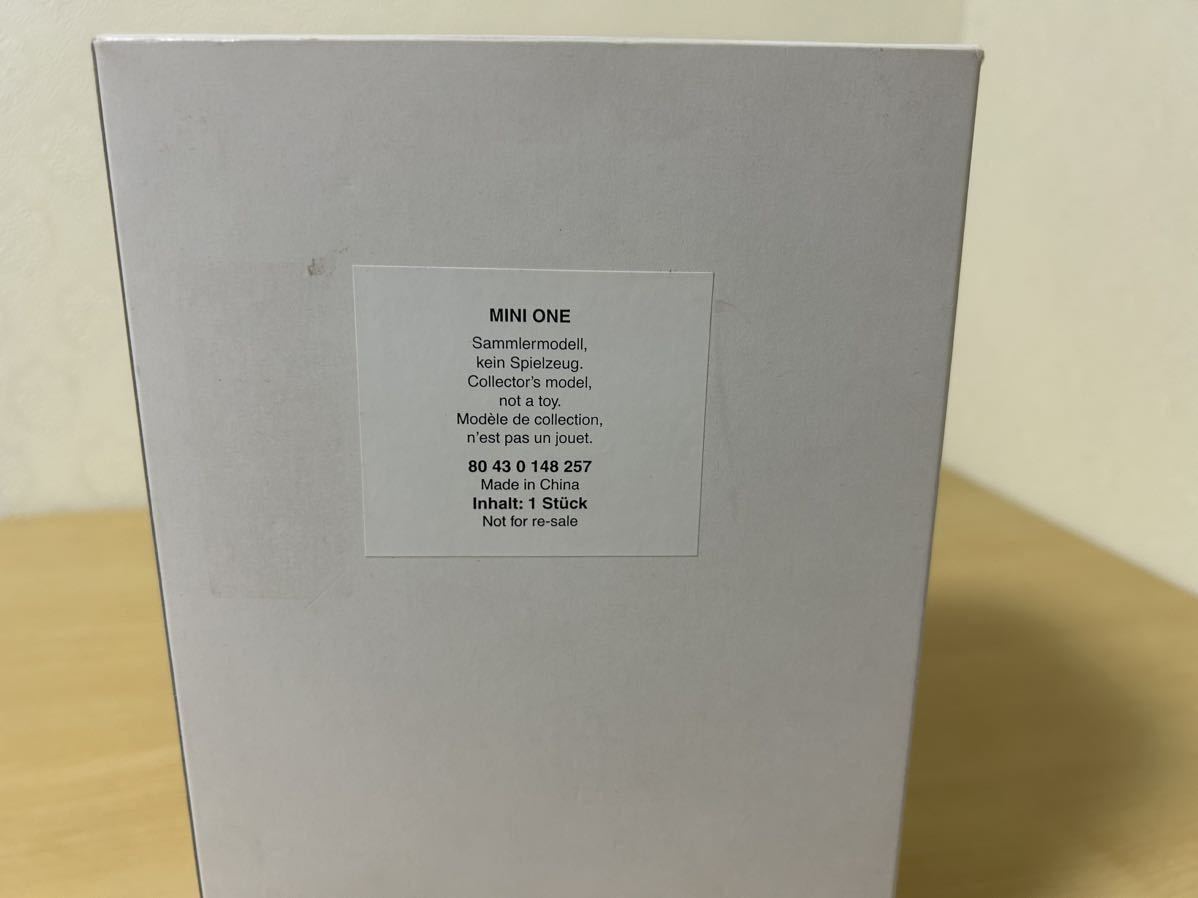 MINI ONE
Sammlermodell,
kein Spielzeug.
Collector's model,
not a toy.
Modèle de collection,
n'est pas un jouet.
80 43 0 148 257
Made in China
Inhalt: 1 Stück
Not for re-sale